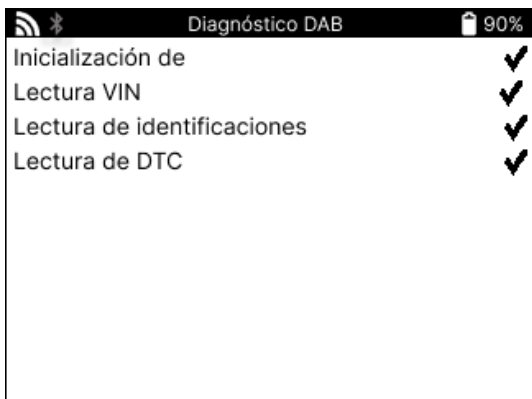 Diagnóstico DAB 90%
Inicialización de
Lectura VIN
Lectura de identificaciones
Lectura de DTC